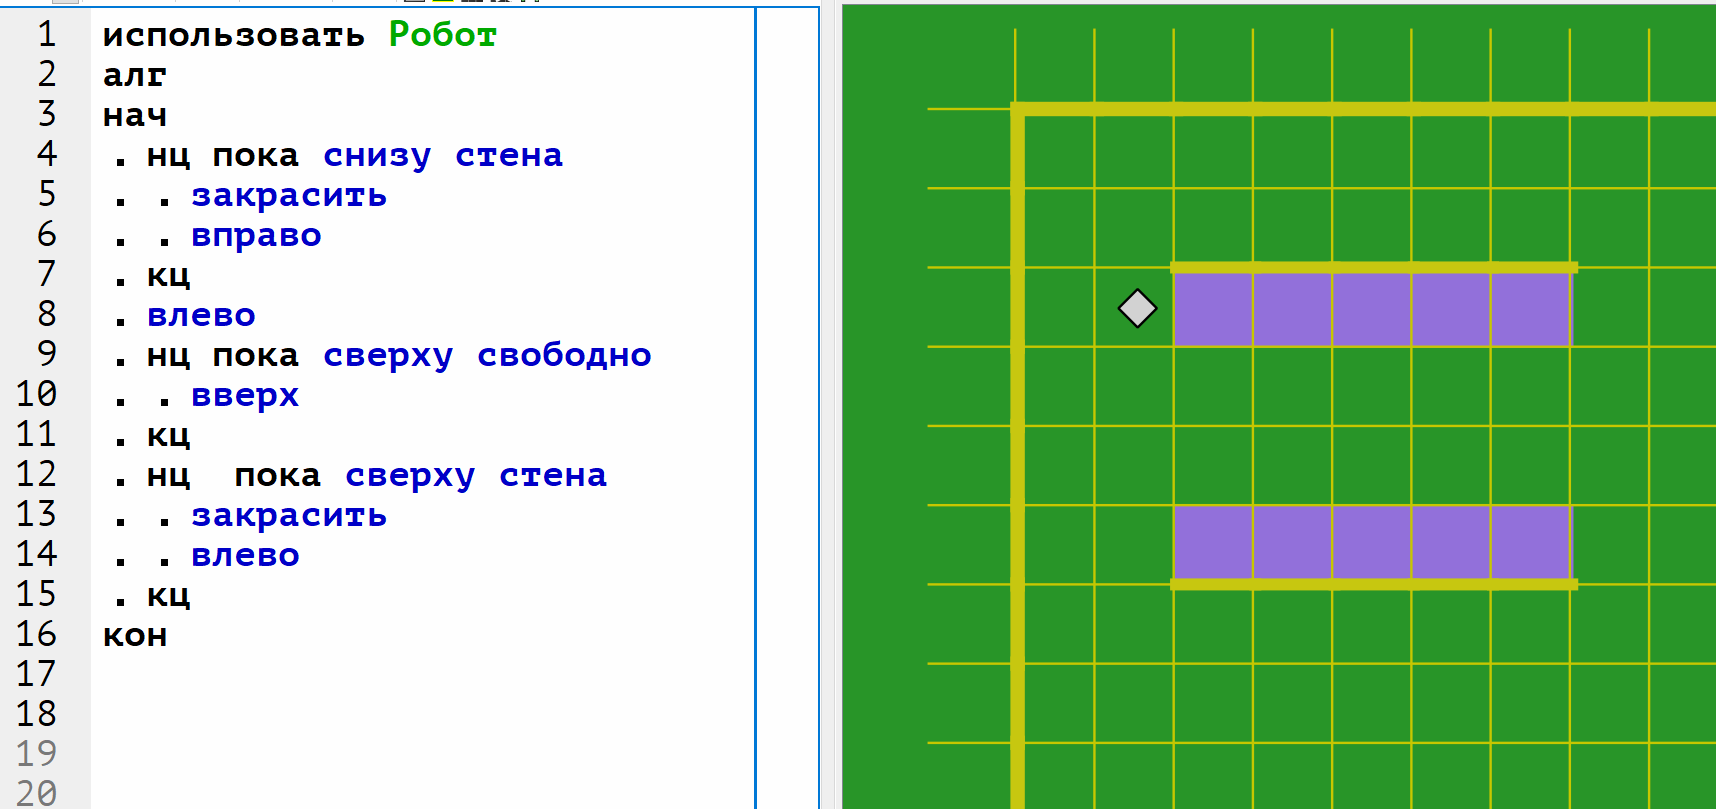 1 использовать Робот
2 алг
3 нач
4 . нц пока снизу стена
5 . . закрасить
6 . . вправо
7 . кц
8 . влево
9 . нц пока сверху свободно
10 . . вверх
11 . кц
12 . нц  пока сверху стена
13 . . закрасить
14 . . влево
15 . кц
16 кон
17
18
19
20